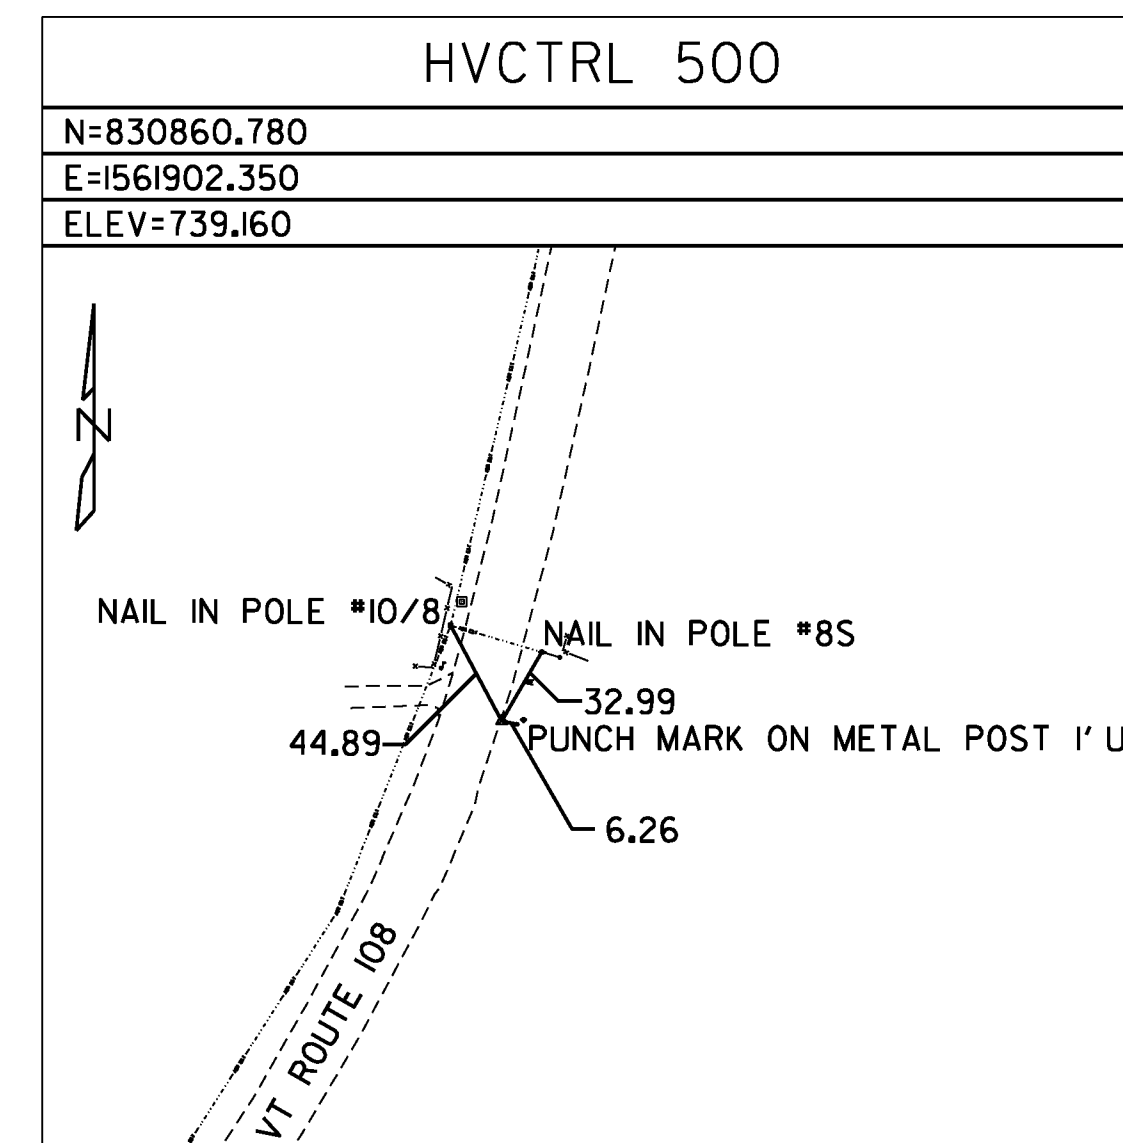 HVCTRL 500
N=830860.780
E=1561902.350
ELEV=739.160
N
NAIL IN POLE #10/8
NAIL IN POLE #8S
32.99
44.89
PUNCH MARK ON METAL POST 1' U
6.26
VT ROUTE 108